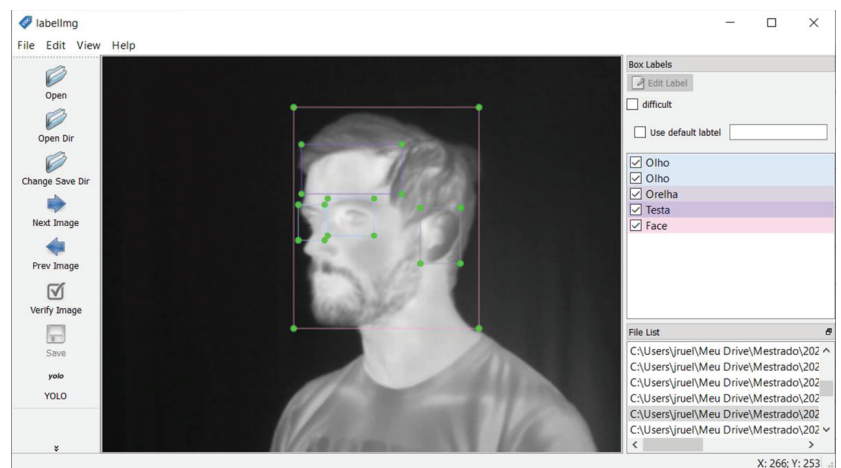 labelImg
File Edit View Help
Open
Open Dir
Change Save Dir
Next Image
Prev Image
Verify Image
Save
yolo
YOLO
Box Labels
Edit Label
difficult
Use default labtel
Olho
Olho
Orelha
Testa
Face
File List
C:\Users\jruel\Meu Drive\Mestrado\202
C:\Users\jruel\Meu Drive\Mestrado\202
C:\Users\jruel\Meu Drive\Mestrado\202
C:\Users\jruel\Meu Drive\Mestrado\202
C:\Users\jruel\Meu Drive\Mestrado\202
C:\Users\jruel\Meu Drive\Mestrado\202
X: 266; Y: 253